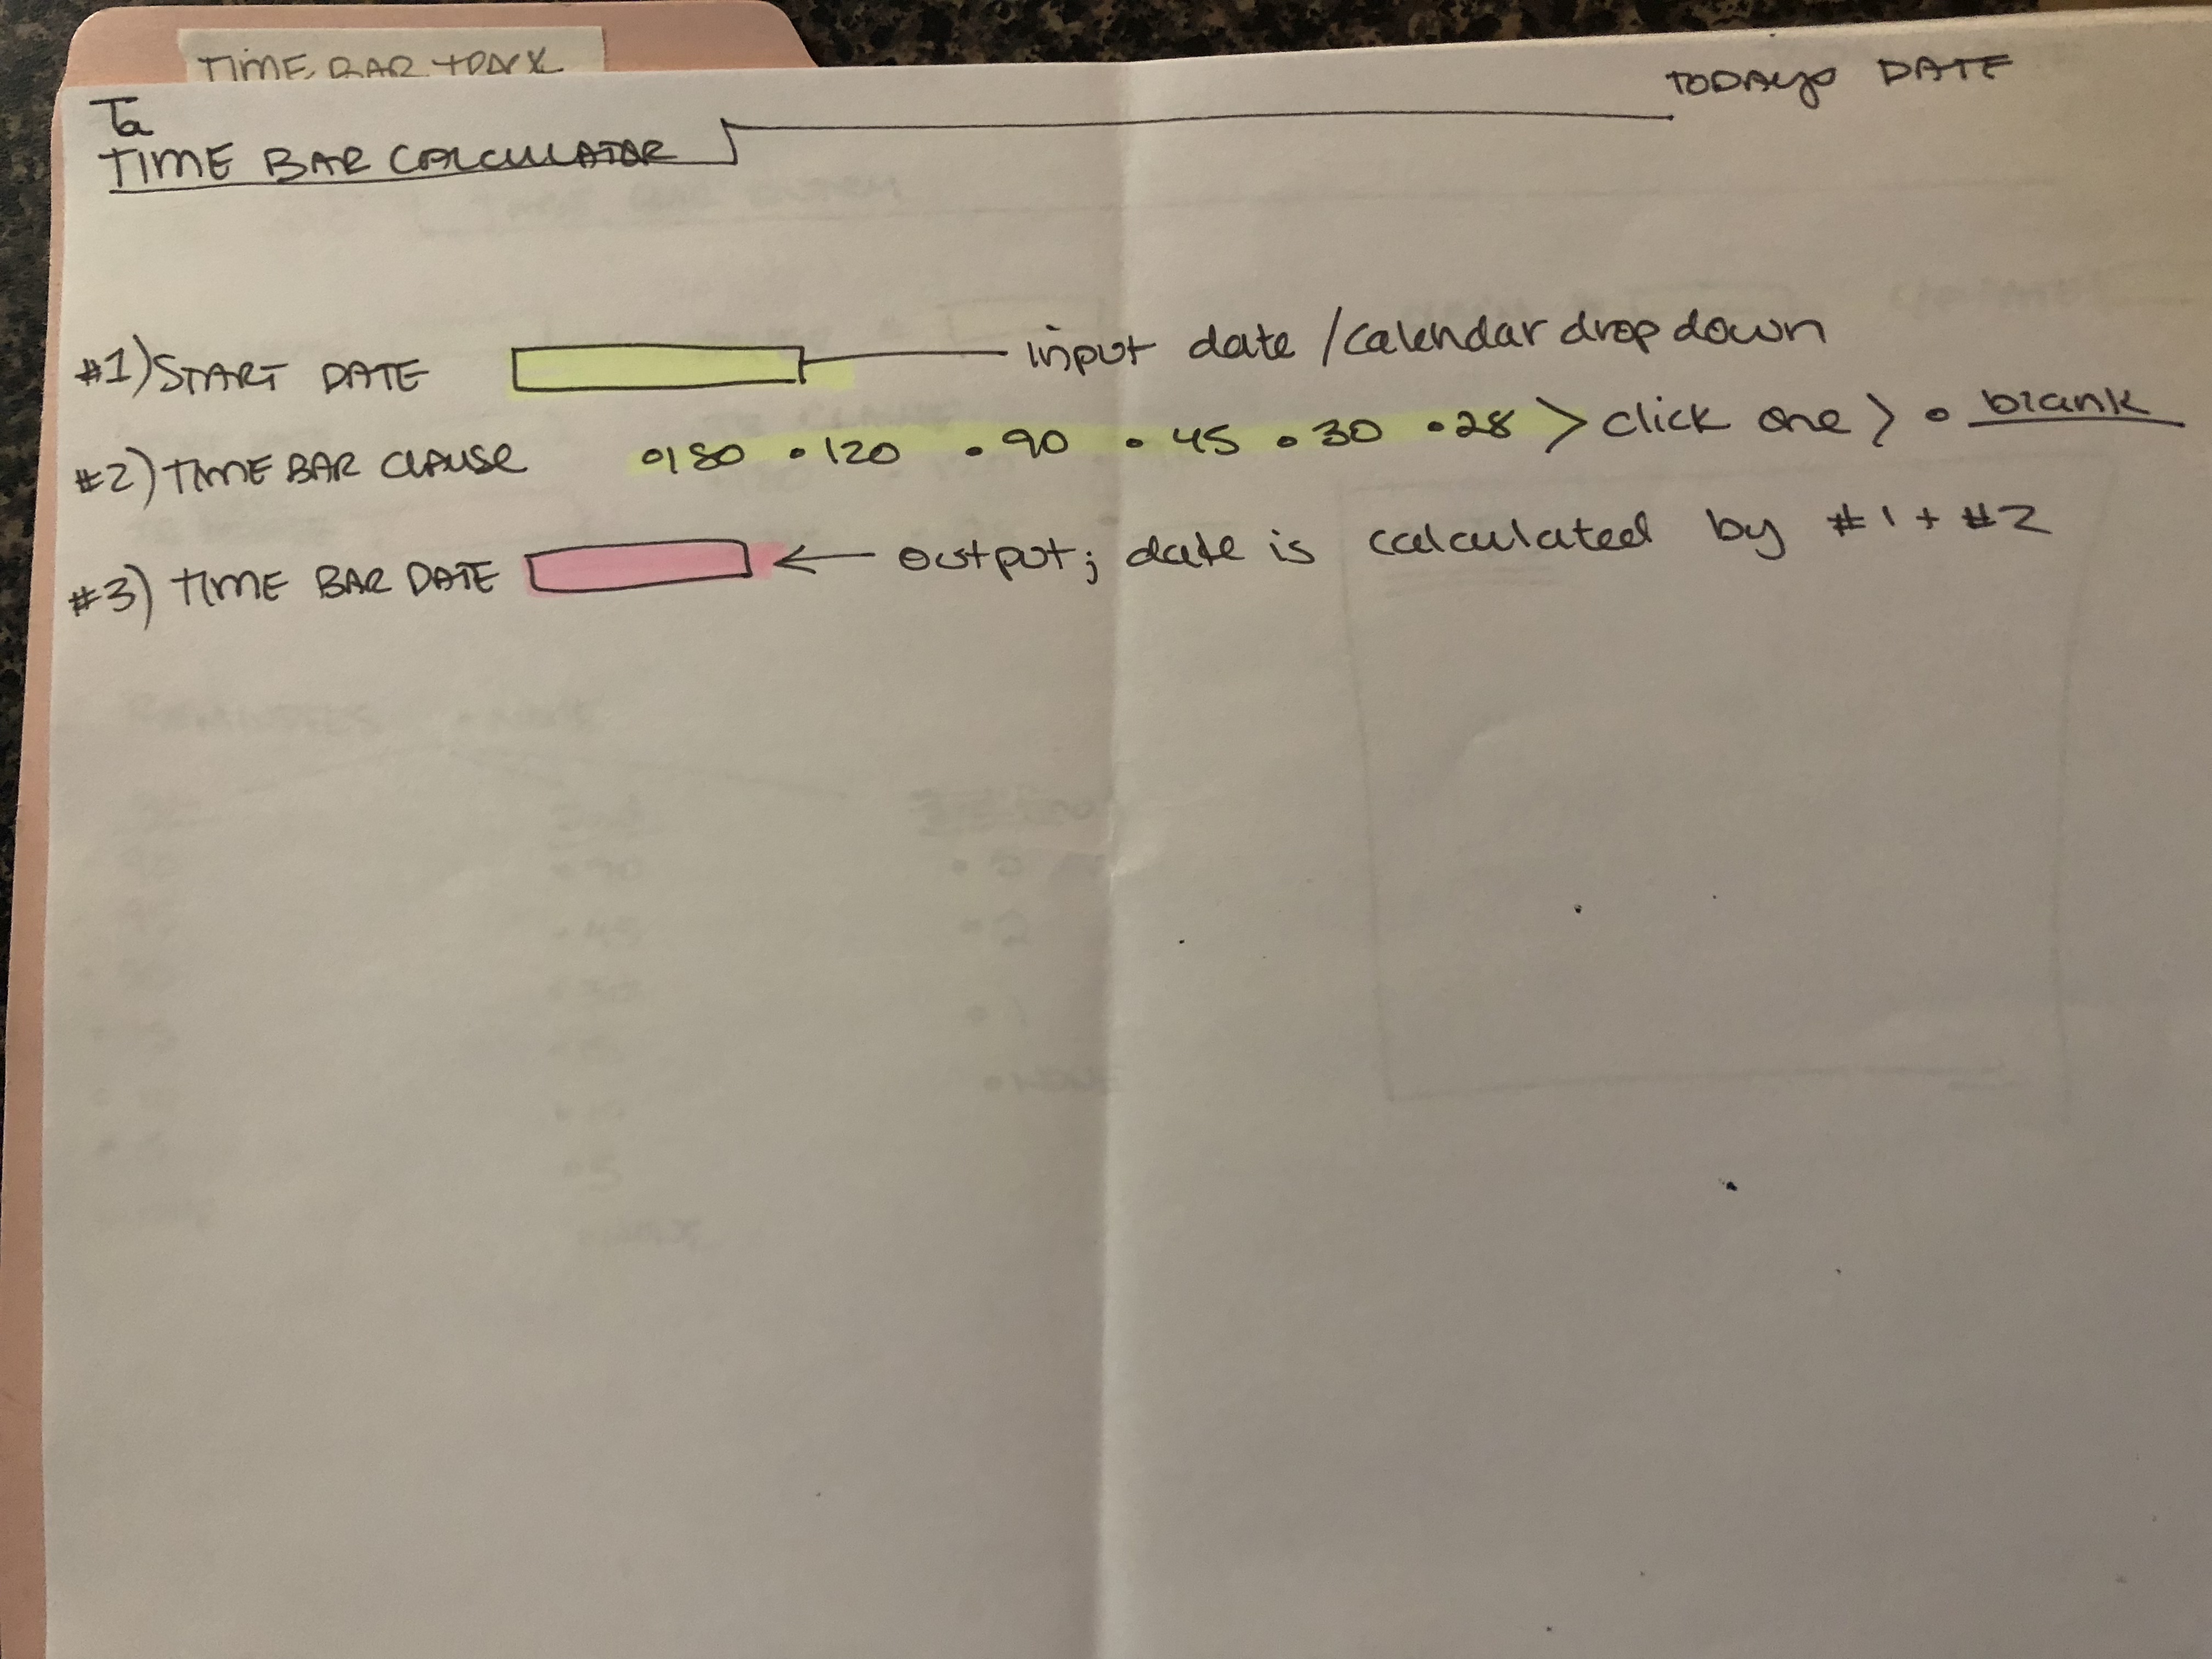 TIME BAR
Ta
TODAYS DATE
TIME BAR CALCULATOR
#1) START DATE input date / calendar drop down
#2) TIME BAR CLAUSE •180 • 120 • 90 • 45 • 30 • 28 > click one > • blank
#3) TIME BAR DATE ← output; date is calculated by #1 + #2